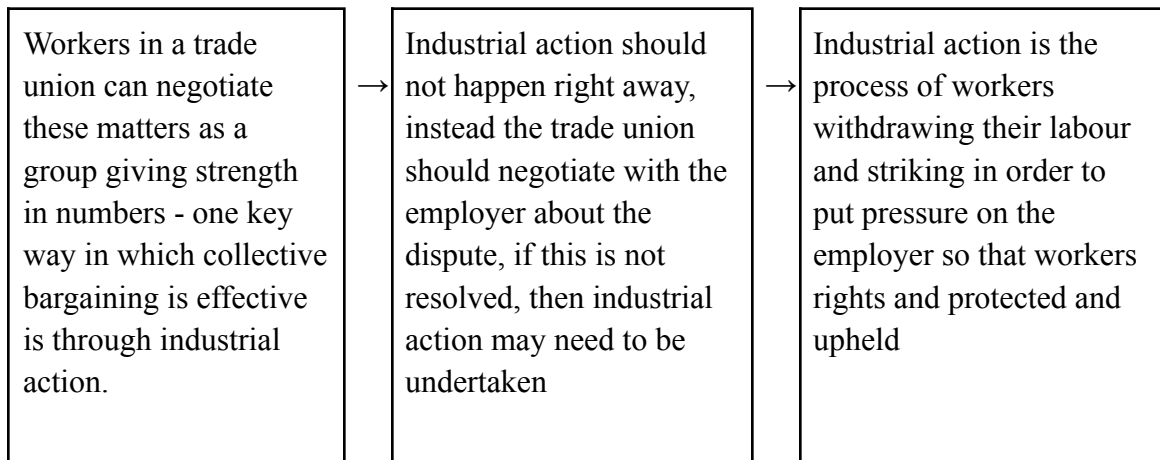 Workers in a trade
union can negotiate
these matters as a
group giving strength
in numbers - one key
way in which collective
bargaining is effective
is through industrial
action.
→
Industrial action should
not happen right away,
instead the trade union
should negotiate with the
employer about the
dispute, if this is not
resolved, then industrial
action may need to be
undertaken
→
Industrial action is the
process of workers
withdrawing their labour
and striking in order to
put pressure on the
employer so that workers
rights and protected and
upheld